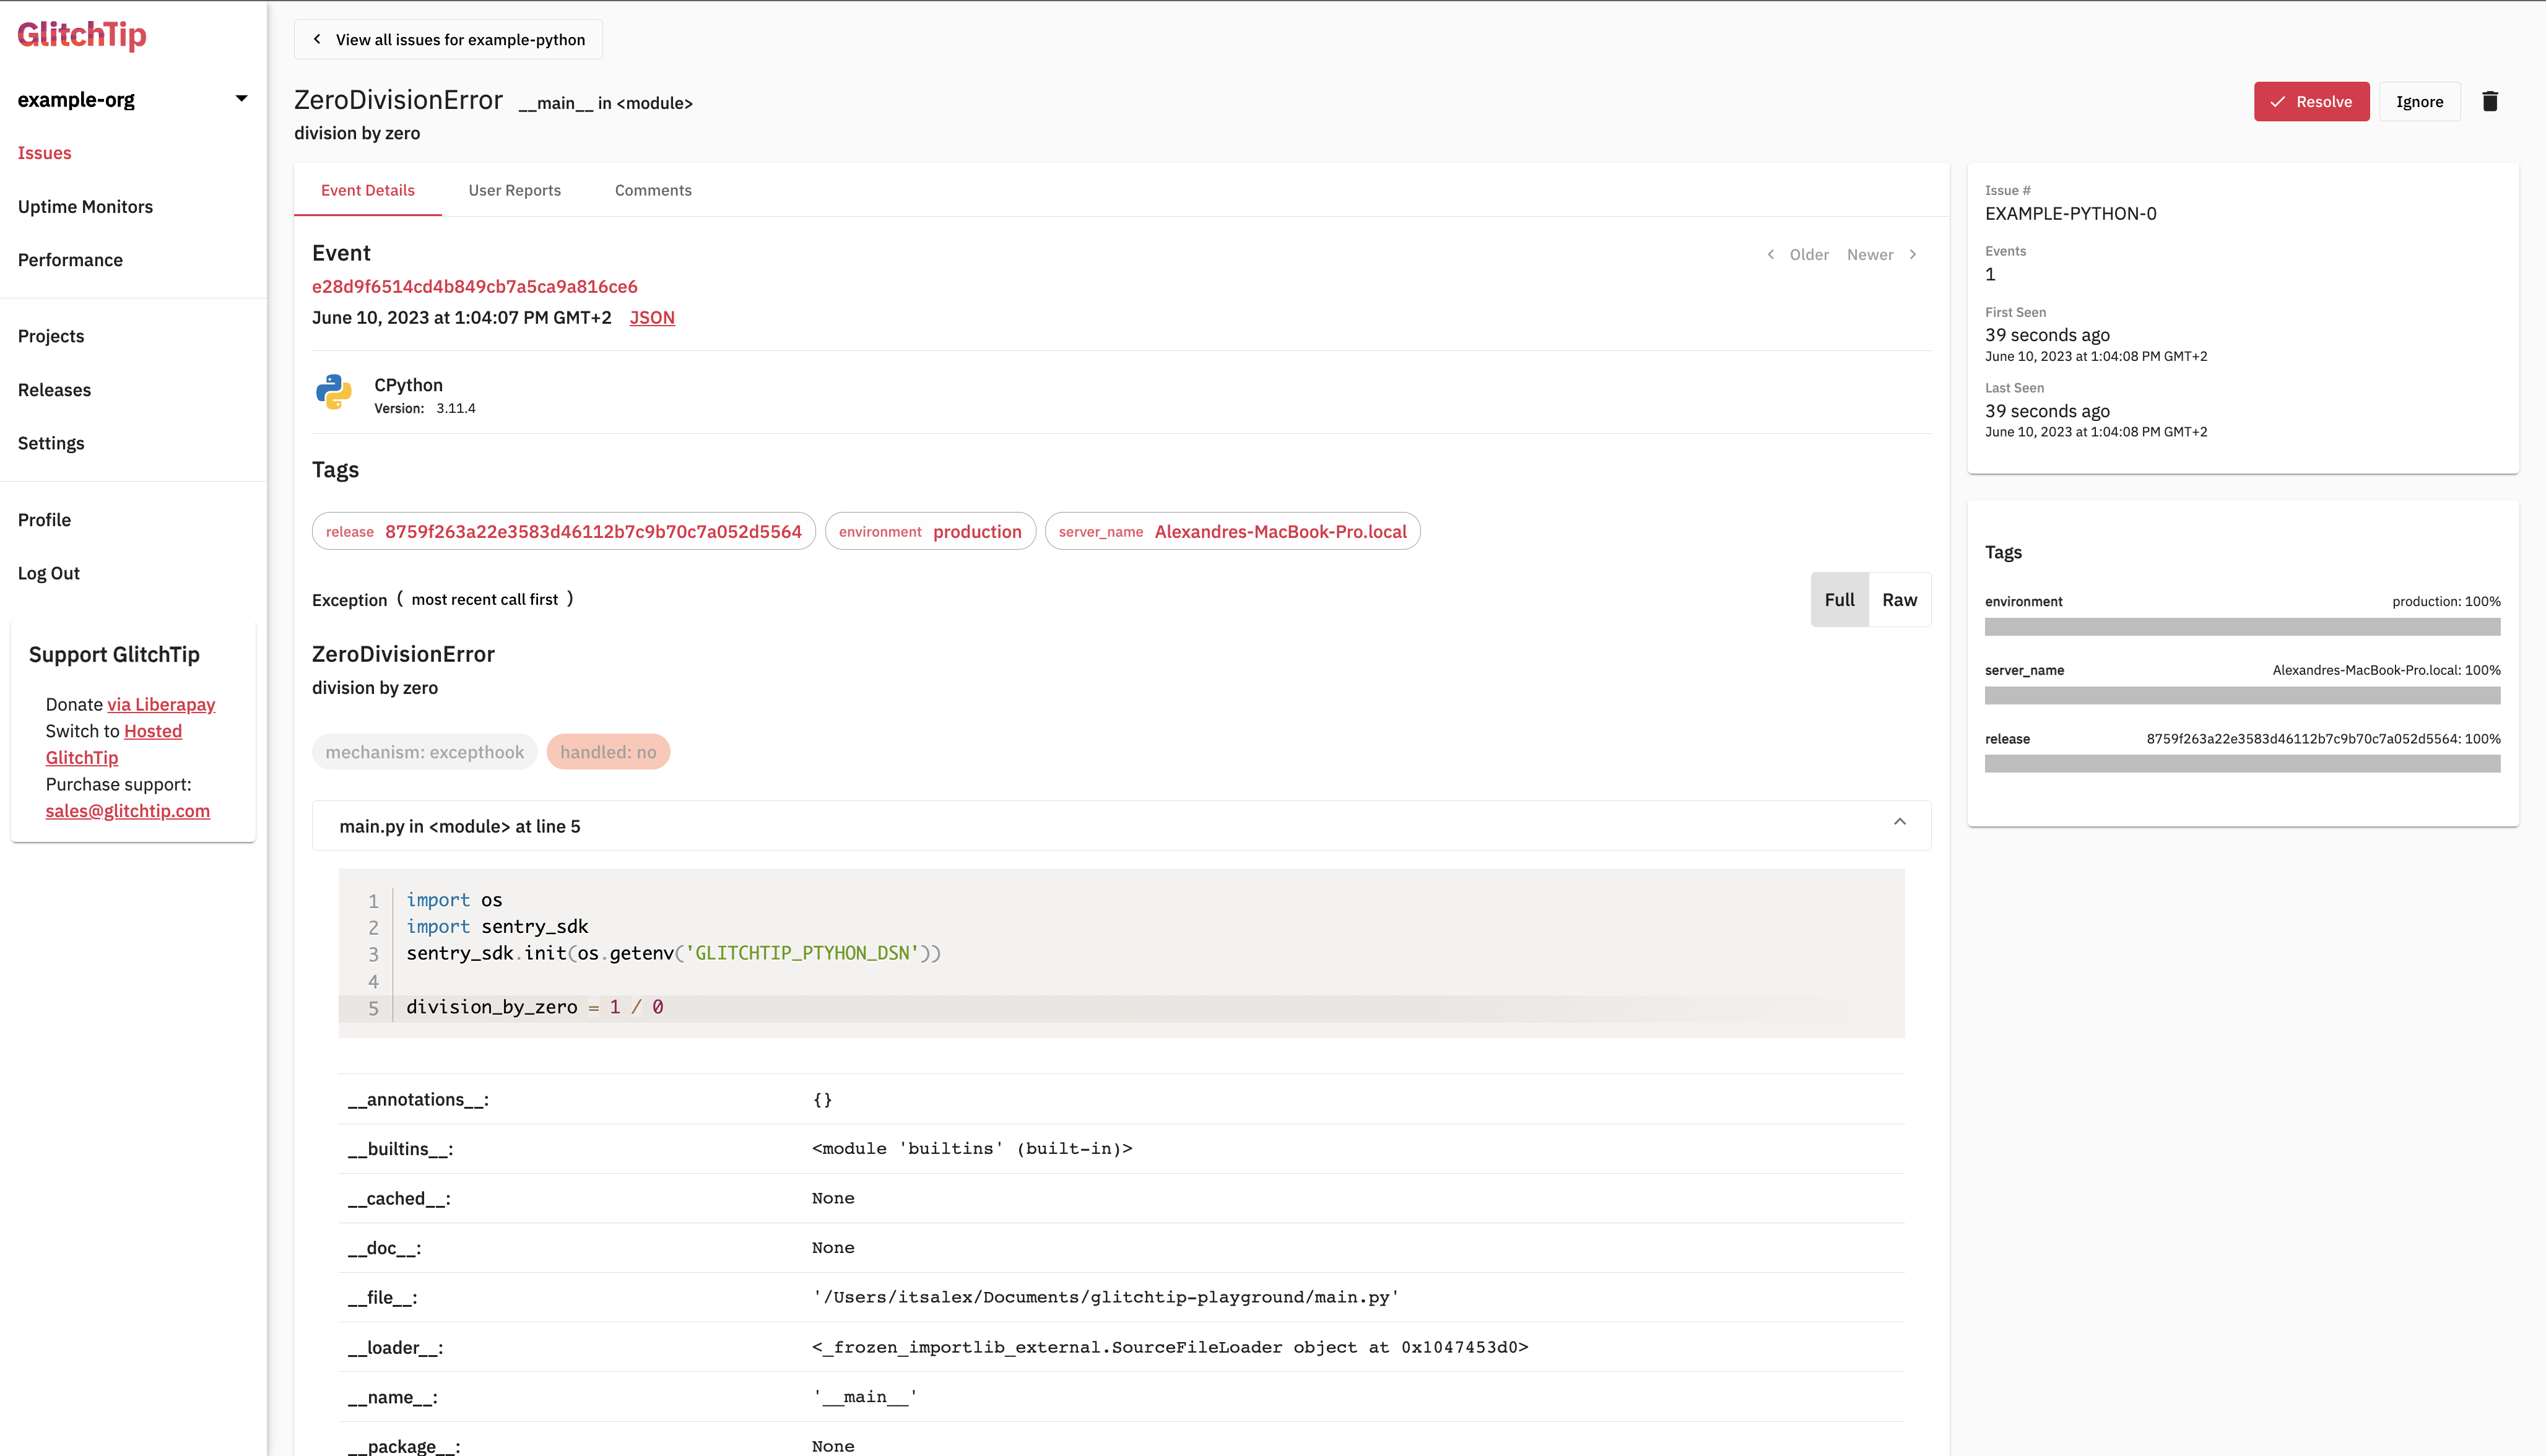 GlitchTip
example-org
Issues
Uptime Monitors
Performance
Projects
Releases
Settings
Profile
Log Out
Support GlitchTip
Donate via Liberapay
Switch to Hosted
GlitchTip
Purchase support:
sales@glitchtip.com
View all issues for example-python
ZeroDivisionError __main__ in <module>
division by zero
Resolve
Ignore
Event Details
User Reports
Comments
Event
Older
Newer
e28d9f6514cd4b849cb7a5ca9a816ce6
June 10, 2023 at 1:04:07 PM GMT+2 JSON
CPython
Version: 3.11.4
Tags
release 8759f263a22e3583d46112b7c9b70c7a052d5564
environment production
server_name Alexandres-MacBook-Pro.local
Exception ( most recent call first )
Full
Raw
ZeroDivisionError
division by zero
mechanism: excepthook
handled: no
main.py in <module> at line 5
1 import os
2 import sentry_sdk
3 sentry_sdk.init(os.getenv('GLITCHTIP_PTYHON_DSN'))
4
5 division_by_zero = 1 / 0
__annotations__: {}
__builtins__: <module 'builtins' (built-in)>
__cached__: None
__doc__: None
__file__: '/Users/itsalex/Documents/glitchtip-playground/main.py'
__loader__: <_frozen_importlib_external.SourceFileLoader object at 0x1047453d0>
__name__: '__main__'
__package__: None
Issue #
EXAMPLE-PYTHON-0
Events
1
First Seen
39 seconds ago
June 10, 2023 at 1:04:08 PM GMT+2
Last Seen
39 seconds ago
June 10, 2023 at 1:04:08 PM GMT+2
Tags
environment production: 100%
server_name Alexandres-MacBook-Pro.local: 100%
release 8759f263a22e3583d46112b7c9b70c7a052d5564: 100%